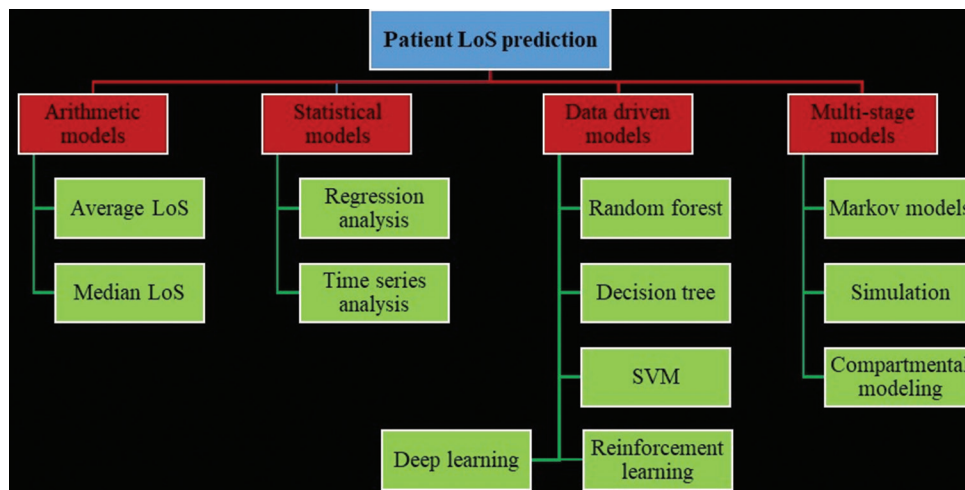 Patient LoS prediction
Arithmetic
models
Statistical
models
Data driven
models
Multi-stage
models
Average LoS
Median LoS
Regression
analysis
Time series
analysis
Random forest
Decision tree
SVM
Deep learning
Reinforcement
learning
Markov models
Simulation
Compartmental
modeling